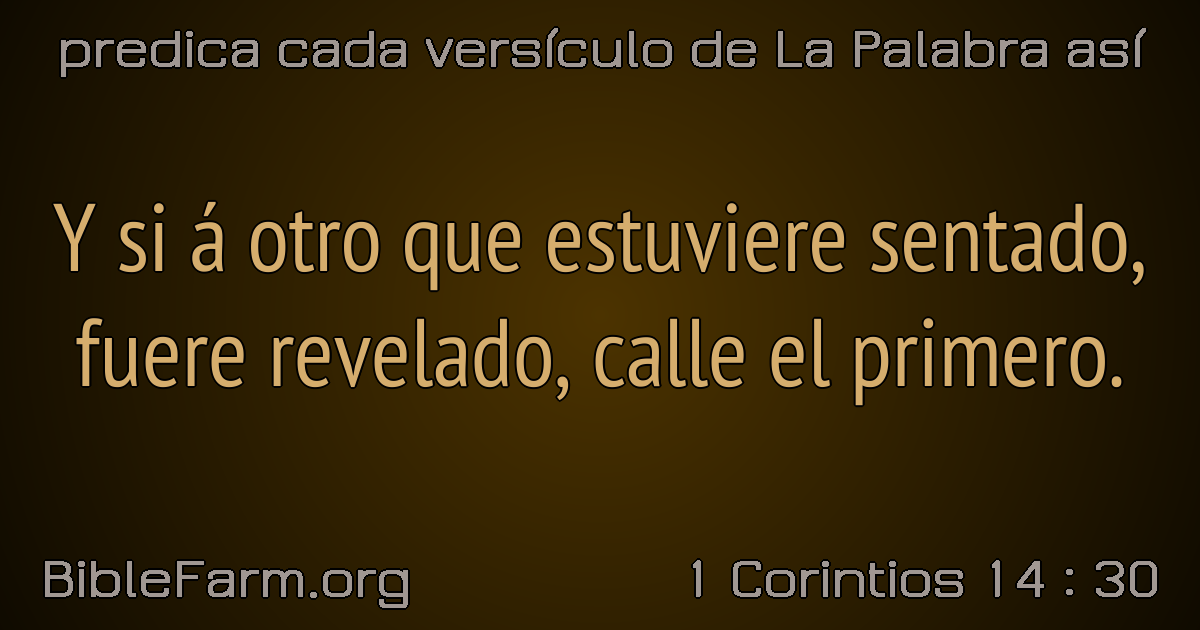 predica cada versículo de La Palabra así
Y si á otro que estuviere sentado,
fuere revelado, calle el primero.
BibleFarm.org
1 Corintios 14 : 30